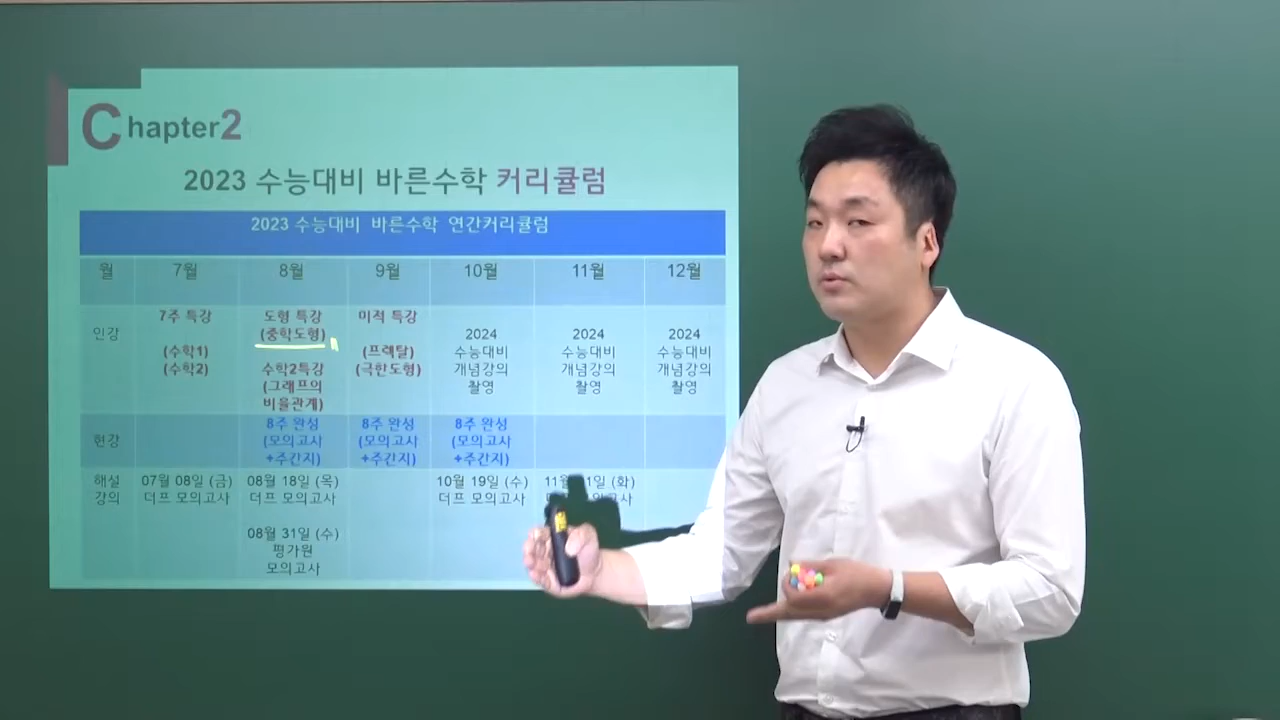 Chapter2
2023 수능대비 바른수학 커리큘럼
2023 수능대비 바른수학 연간커리큘럼
월 7월 8월 9월 10월 11월 12월
인강
7주 특강
(수학1)
(수학2)
도형 특강
(중학도형)
수학2특강
(그래프의
비율관계)
미적 특강
(프렉탈)
(극한도형)
2024
수능대비
개념강의
촬영
2024
수능대비
개념강의
촬영
2024
수능대비
개념강의
촬영
현강
8주 완성
(모의고사
+주간지)
8주 완성
(모의고사
+주간지)
8주 완성
(모의고사
+주간지)
해설
강의
07월 08일 (금)
더프 모의고사
08월 18일 (목)
더프 모의고사
08월 31일 (수)
평가원
모의고사
10월 19일 (수)
더프 모의고사
11월 1일 (화)